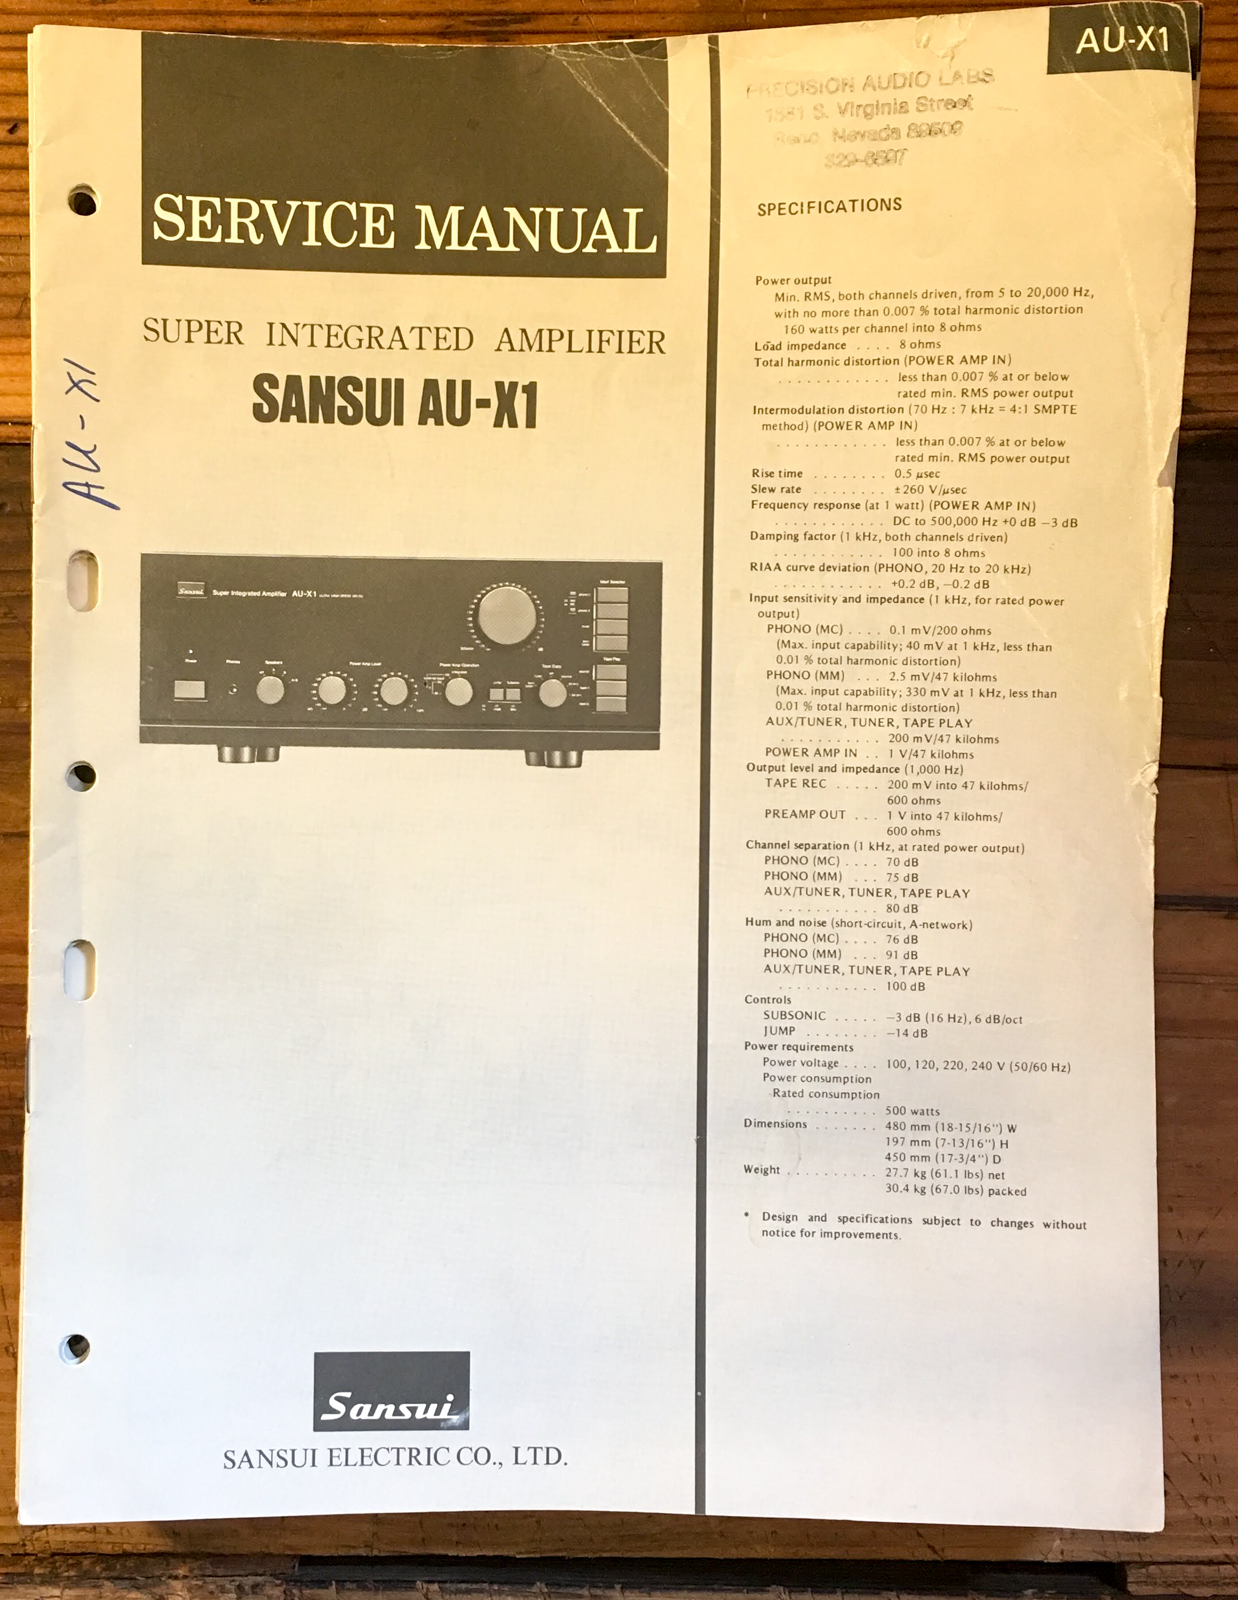 SERVICE MANUAL
SUPER INTEGRATED AMPLIFIER
SANSUI AU-X1
AU-X1
Sansui Super Integrated Amplifier AU-X1
Power
Phones
Speakers
Power Amp Level
Power Amp Operation
Tape Copy
Volume
Input Selector
Tape Play
Sansui
SANSUI ELECTRIC CO., LTD.
AU-X1
PRECISION AUDIO LABS
S. Virginia Street
Reno, Nevada
SPECIFICATIONS
Power output
Min. RMS, both channels driven, from 5 to 20,000 Hz,
with no more than 0.007 % total harmonic distortion
160 watts per channel into 8 ohms
Load impedance . . . . 8 ohms
Total harmonic distortion (POWER AMP IN)
. . . . . . . . . . . . less than 0.007 % at or below
rated min. RMS power output
Intermodulation distortion (70 Hz : 7 kHz = 4:1 SMPTE
method) (POWER AMP IN)
. . . . . . . . . . . . less than 0.007 % at or below
rated min. RMS power output
Rise time . . . . . . . . 0.5 µsec
Slew rate . . . . . . . . ±260 V/µsec
Frequency response (at 1 watt) (POWER AMP IN)
. . . . . . . . . . . . DC to 500,000 Hz +0 dB −3 dB
Damping factor (1 kHz, both channels driven)
. . . . . . . . . . . . 100 into 8 ohms
RIAA curve deviation (PHONO, 20 Hz to 20 kHz)
. . . . . . . . . . . . +0.2 dB, −0.2 dB
Input sensitivity and impedance (1 kHz, for rated power
output)
PHONO (MC) . . . . 0.1 mV/200 ohms
(Max. input capability; 40 mV at 1 kHz, less than
0.01 % total harmonic distortion)
PHONO (MM) . . . 2.5 mV/47 kilohms
(Max. input capability; 330 mV at 1 kHz, less than
0.01 % total harmonic distortion)
AUX/TUNER, TUNER, TAPE PLAY
. . . . . . . . . . . 200 mV/47 kilohms
POWER AMP IN . . 1 V/47 kilohms
Output level and impedance (1,000 Hz)
TAPE REC . . . . . 200 mV into 47 kilohms/
600 ohms
PREAMP OUT . . . 1 V into 47 kilohms/
600 ohms
Channel separation (1 kHz, at rated power output)
PHONO (MC) . . . . 70 dB
PHONO (MM) . . . 75 dB
AUX/TUNER, TUNER, TAPE PLAY
. . . . . . . . . . . 80 dB
Hum and noise (short-circuit, A-network)
PHONO (MC) . . . . 76 dB
PHONO (MM) . . . 91 dB
AUX/TUNER, TUNER, TAPE PLAY
. . . . . . . . . . . 100 dB
Controls
SUBSONIC . . . . . −3 dB (16 Hz), 6 dB/oct
JUMP . . . . . . . . −14 dB
Power requirements
Power voltage . . . . 100, 120, 220, 240 V (50/60 Hz)
Power consumption
Rated consumption
. . . . . . . . . . 500 watts
Dimensions . . . . . . . 480 mm (18-15/16") W
197 mm (7-13/16") H
450 mm (17-3/4") D
Weight . . . . . . . . . . 27.7 kg (61.1 lbs) net
30.4 kg (67.0 lbs) packed
* Design and specifications subject to changes without
notice for improvements.